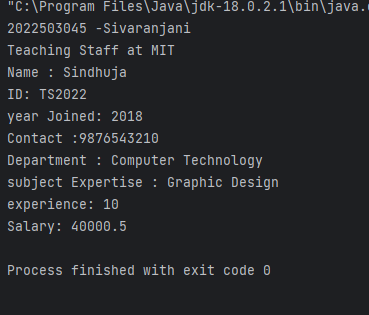 "C:\Program Files\Java\jdk-18.0.2.1\bin\java.
2022503045 -Sivaranjani
Teaching Staff at MIT
Name : Sindhuja
ID: TS2022
year Joined: 2018
Contact :9876543210
Department : Computer Technology
subject Expertise : Graphic Design
experience: 10
Salary: 40000.5
Process finished with exit code 0